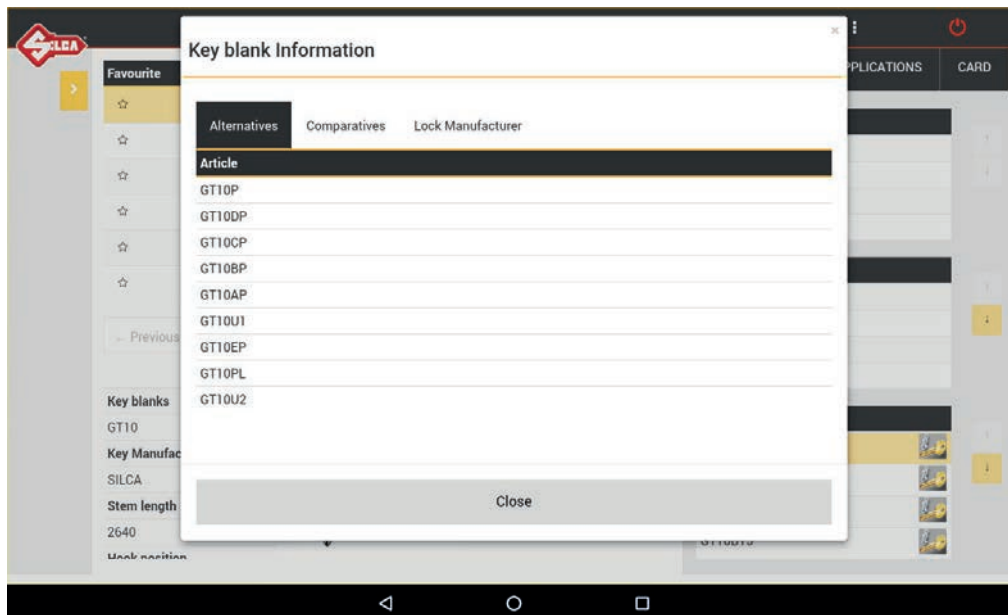 SILCA
Key blank Information
×
PPLICATIONS
CARD
Favourite
Alternatives Comparatives Lock Manufacturer
Article
GT10P
GT10DP
GT10CP
GT10BP
GT10AP
GT10U1
GT10EP
GT10PL
GT10U2
Close
← Previous
Key blanks
GT10
Key Manufac
SILCA
Stem length
2640